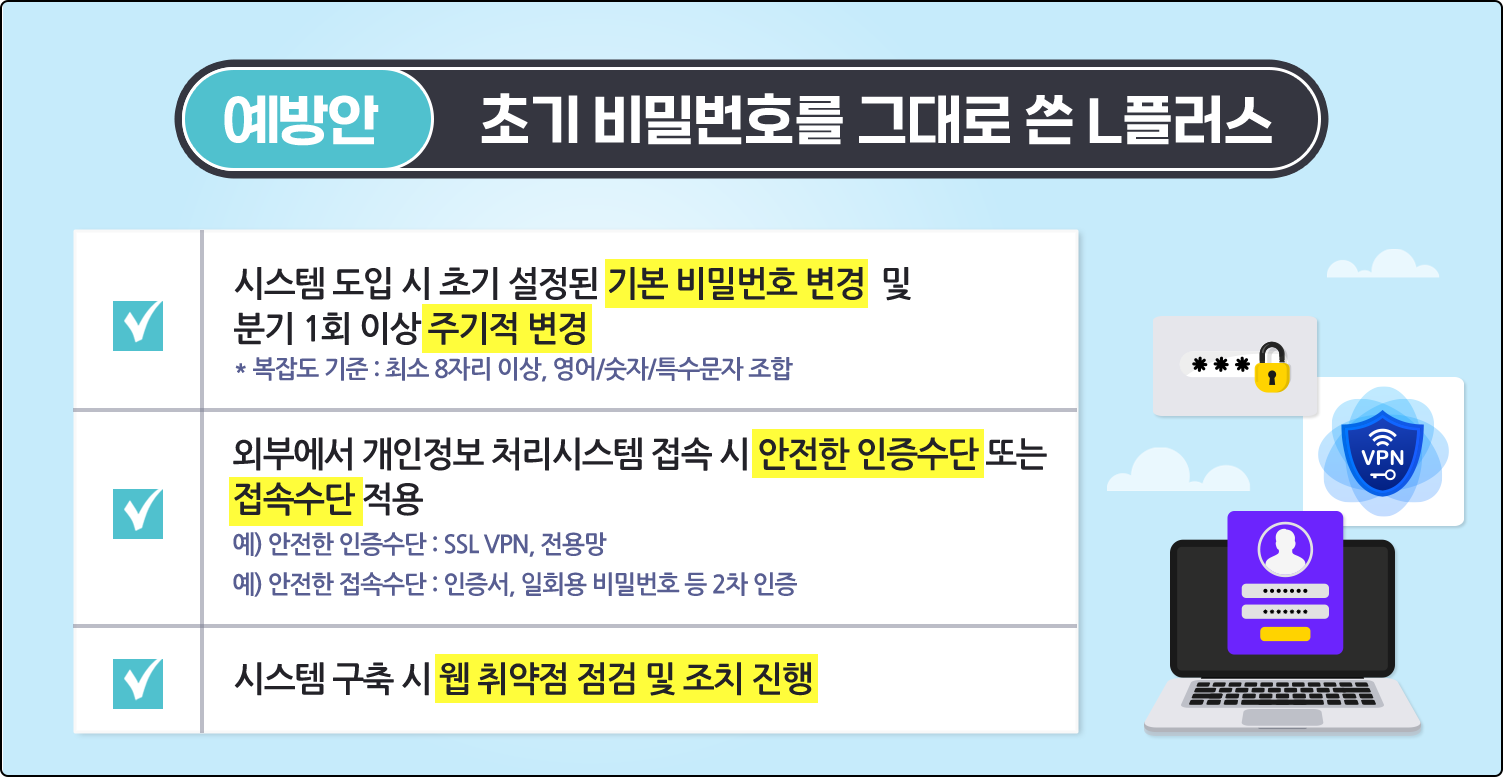 예방안 초기 비밀번호를 그대로 쓴 L플러스
시스템 도입 시 초기 설정된 기본 비밀번호 변경 및
분기 1회 이상 주기적 변경
* 복잡도 기준 : 최소 8자리 이상, 영어/숫자/특수문자 조합
외부에서 개인정보 처리시스템 접속 시 안전한 인증수단 또는
접속수단 적용
예) 안전한 인증수단 : SSL VPN, 전용망
예) 안전한 접속수단 : 인증서, 일회용 비밀번호 등 2차 인증
시스템 구축 시 웹 취약점 점검 및 조치 진행
***
VPN